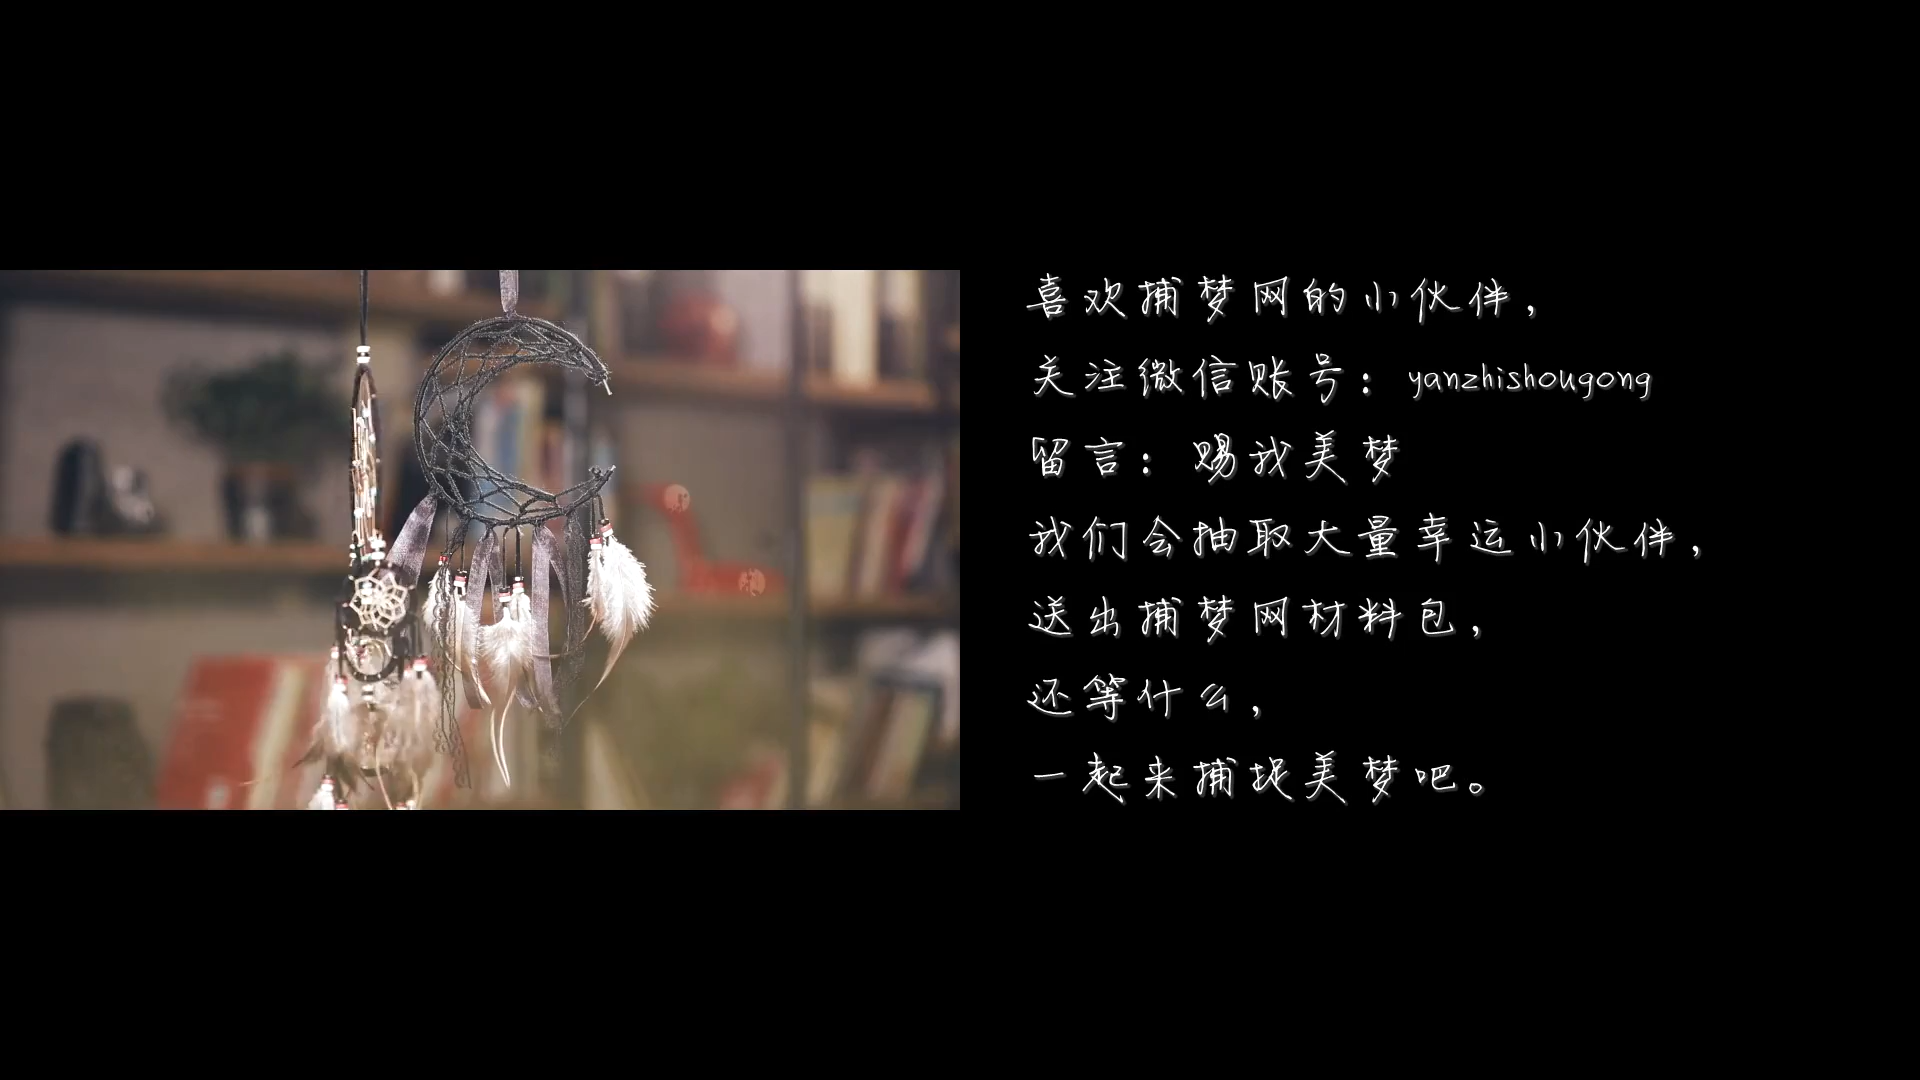 喜欢捕梦网的小伙伴，
关注微信账号：yanzhishougong
留言：赐我美梦
我们会抽取大量幸运小伙伴，
送出捕梦网材料包，
还等什么，
一起来捕捉美梦吧。